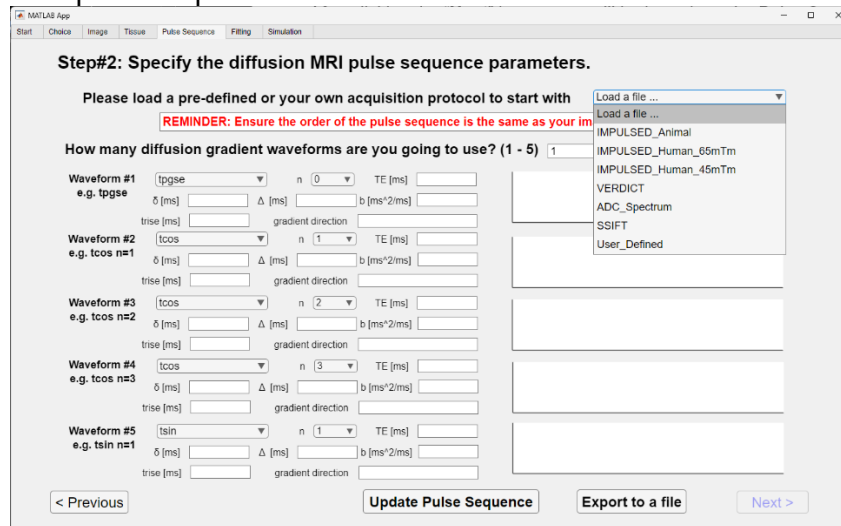 MATLAB App
Start Choice Image Tissue Pulse Sequence Fitting Simulation
Step#2: Specify the diffusion MRI pulse sequence parameters.
Please load a pre-defined or your own acquisition protocol to start with Load a file ...
Load a file ...
REMINDER: Ensure the order of the pulse sequence is the same as your im
IMPULSED_Animal
IMPULSED_Human_65mTm
IMPULSED_Human_45mTm
VERDICT
ADC_Spectrum
SSIFT
User_Defined
How many diffusion gradient waveforms are you going to use? (1 - 5) 1
Waveform #1 tpgse n 0 TE [ms]
e.g. tpgse
δ [ms] Δ [ms] b [ms^2/ms]
trise [ms] gradient direction
Waveform #2 tcos n 1 TE [ms]
e.g. tcos n=1
δ [ms] Δ [ms] b [ms^2/ms]
trise [ms] gradient direction
Waveform #3 tcos n 2 TE [ms]
e.g. tcos n=2
δ [ms] Δ [ms] b [ms^2/ms]
trise [ms] gradient direction
Waveform #4 tcos n 3 TE [ms]
e.g. tcos n=3
δ [ms] Δ [ms] b [ms^2/ms]
trise [ms] gradient direction
Waveform #5 tsin n 1 TE [ms]
e.g. tsin n=1
δ [ms] Δ [ms] b [ms^2/ms]
trise [ms] gradient direction
< Previous Update Pulse Sequence Export to a file Next >